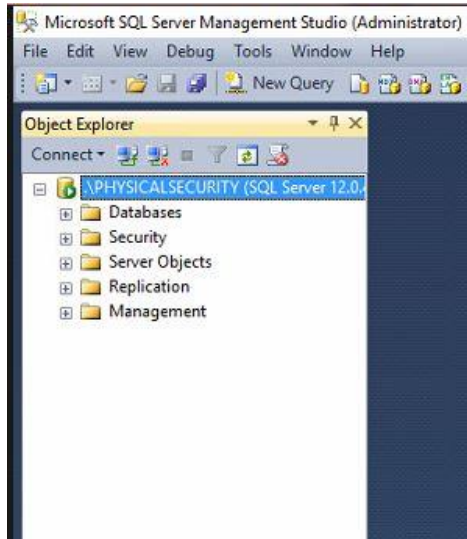 Microsoft SQL Server Management Studio (Administrator)
File Edit View Debug Tools Window Help
New Query
Object Explorer
Connect
.\PHYSICALSECURITY (SQL Server 12.0.
Databases
Security
Server Objects
Replication
Management